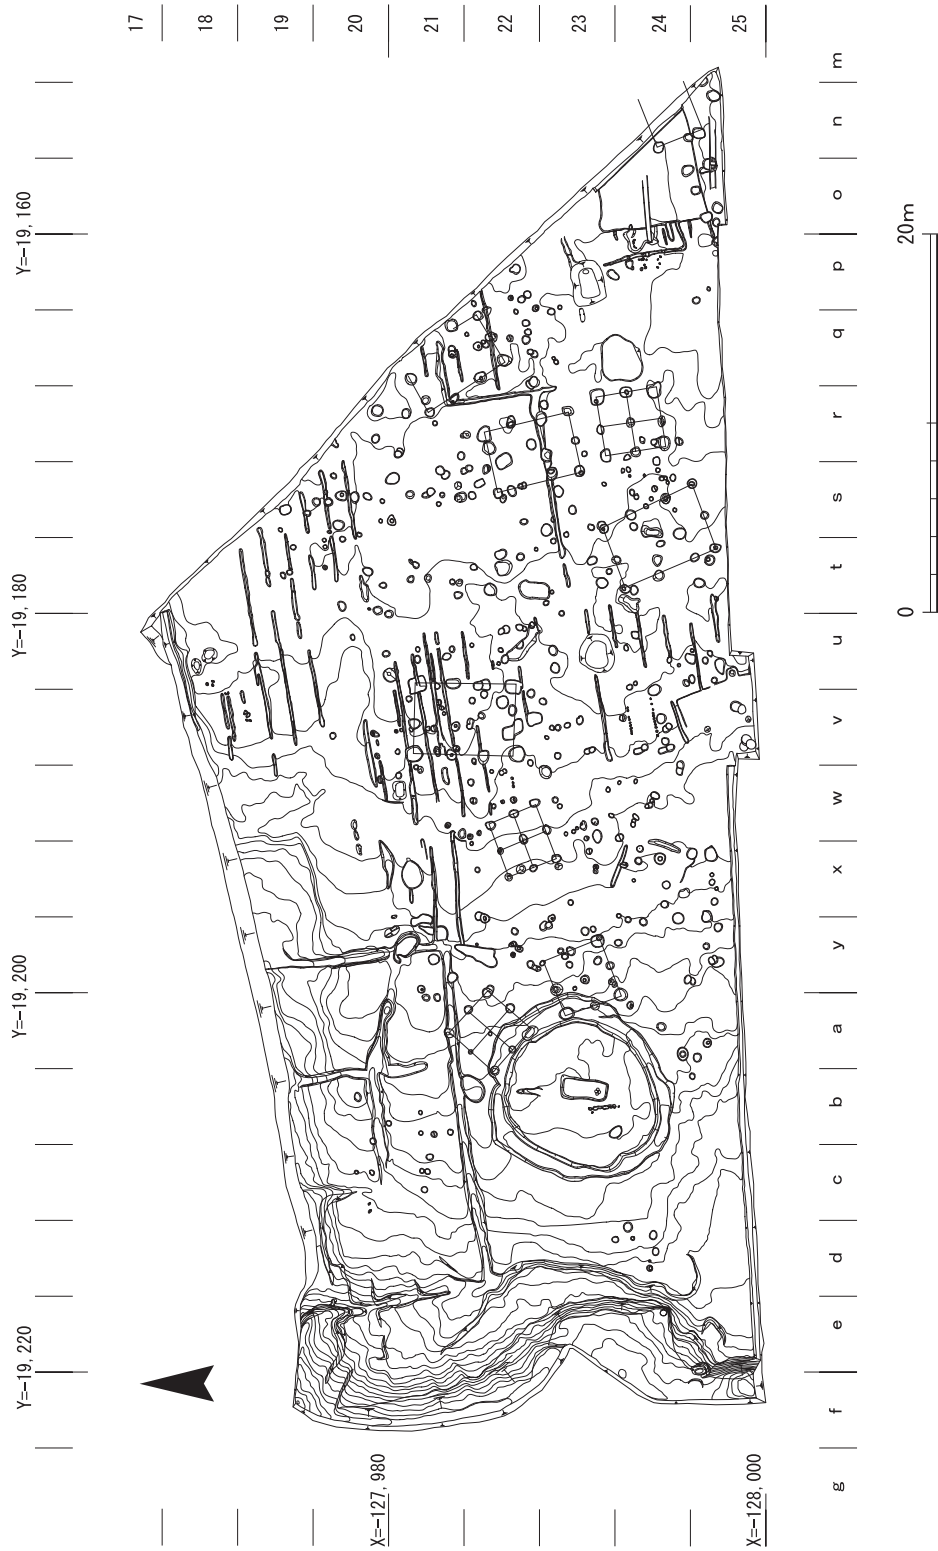 17
18
19
20
21
22
23
24
25
Y=-19, 160
Y=-19, 180
Y=-19, 200
Y=-19, 220
m
n
o
p
q
r
s
t
u
v
w
x
y
a
b
c
d
e
f
g
X=-127, 980
X=-128, 000
20m
0